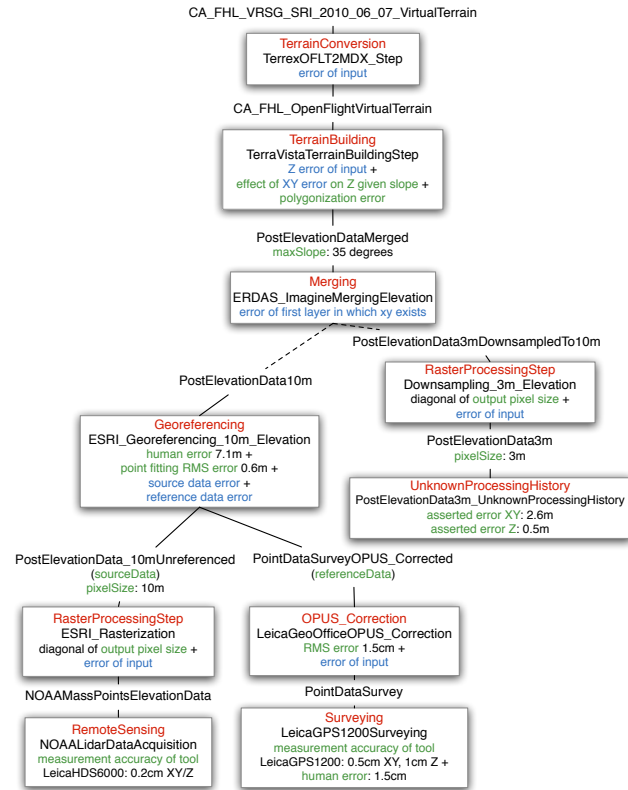 CA_FHL_VRSG_SRI_2010_06_07_VirtualTerrain
TerrainConversion
TerrexOFLT2MDX_Step
error of input
CA_FHL_OpenFlightVirtualTerrain
TerrainBuilding
TerraVistaTerrainBuildingStep
Z error of input +
effect of XY error on Z given slope +
polygonization error
PostElevationDataMerged
maxSlope: 35 degrees
Merging
ERDAS_ImagineMergingElevation
error of first layer in which xy exists
PostElevationData3mDownsampledTo10m
RasterProcessingStep
Downsampling_3m_Elevation
diagonal of output pixel size +
error of input
PostElevationData3m
pixelSize: 3m
UnknownProcessingHistory
PostElevationData3m_UnknownProcessingHistory
asserted error XY: 2.6m
asserted error Z: 0.5m
PostElevationData10m
Georeferencing
ESRI_Georeferencing_10m_Elevation
human error 7.1m +
point fitting RMS error 0.6m +
source data error +
reference data error
PostElevationData_10mUnreferenced
(sourceData)
pixelSize: 10m
RasterProcessingStep
ESRI_Rasterization
diagonal of output pixel size +
error of input
NOAAMassPointsElevationData
RemoteSensing
NOAALidarDataAcquisition
measurement accuracy of tool
LeicaHDS6000: 0.2cm XY/Z
PointDataSurveyOPUS_Corrected
(referenceData)
OPUS_Correction
LeicaGeoOfficeOPUS_Correction
RMS error 1.5cm +
error of input
PointDataSurvey
Surveying
LeicaGPS1200Surveying
measurement accuracy of tool
LeicaGPS1200: 0.5cm XY, 1cm Z +
human error: 1.5cm